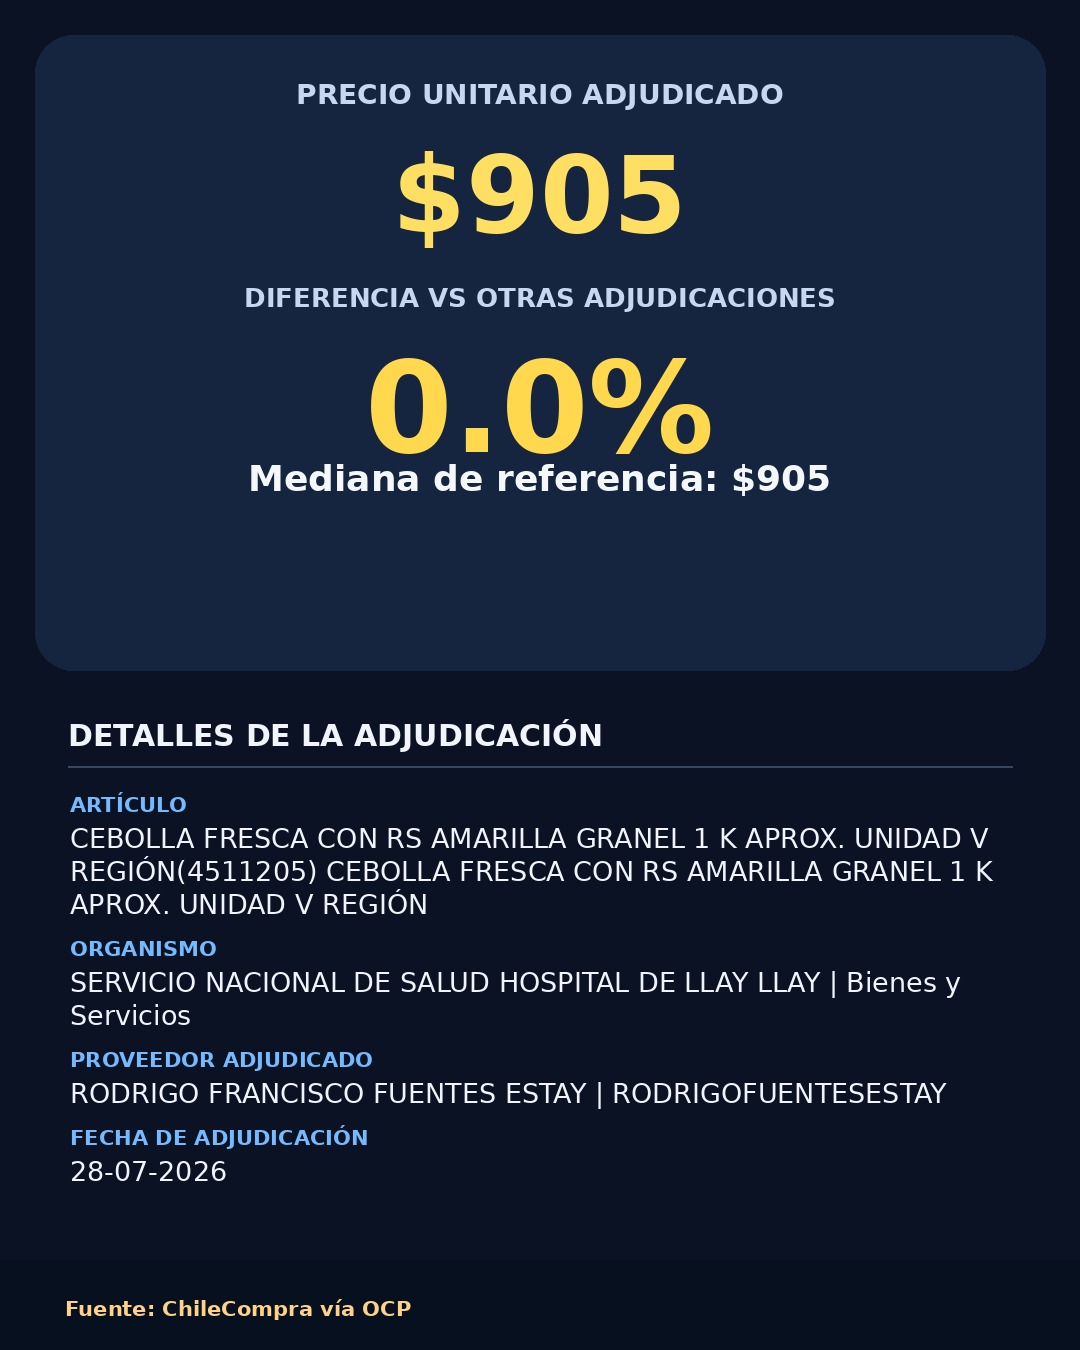 PRECIO UNITARIO ADJUDICADO
$905
DIFERENCIA VS OTRAS ADJUDICACIONES
0.0%
Mediana de referencia: $905
DETALLES DE LA ADJUDICACIÓN
ARTÍCULO
CEBOLLA FRESCA CON RS AMARILLA GRANEL 1 K APROX. UNIDAD V
REGIÓN(4511205) CEBOLLA FRESCA CON RS AMARILLA GRANEL 1 K
APROX. UNIDAD V REGIÓN
ORGANISMO
SERVICIO NACIONAL DE SALUD HOSPITAL DE LLAY LLAY | Bienes y
Servicios
PROVEEDOR ADJUDICADO
RODRIGO FRANCISCO FUENTES ESTAY | RODRIGOFUENTESESTAY
FECHA DE ADJUDICACIÓN
28-07-2026
Fuente: ChileCompra vía OCP